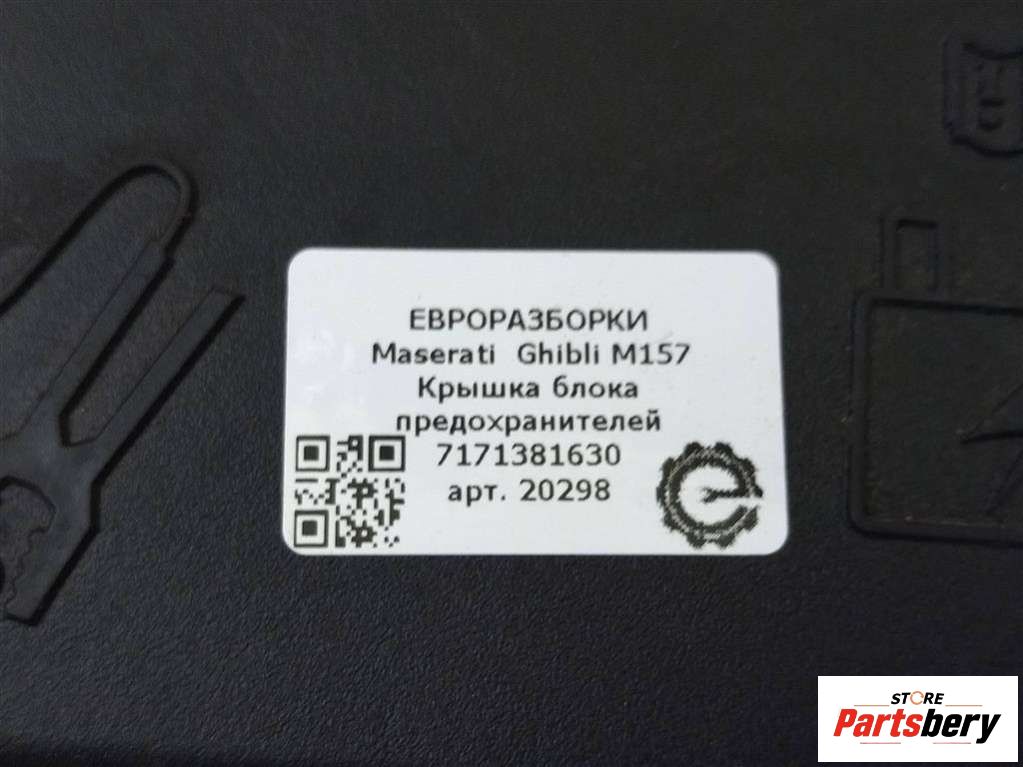 ЕВРОРАЗБОРКИ
Maserati Ghibli M157
Крышка блока
предохранителей
7171381630
арт. 20298
STORE
Partsbery